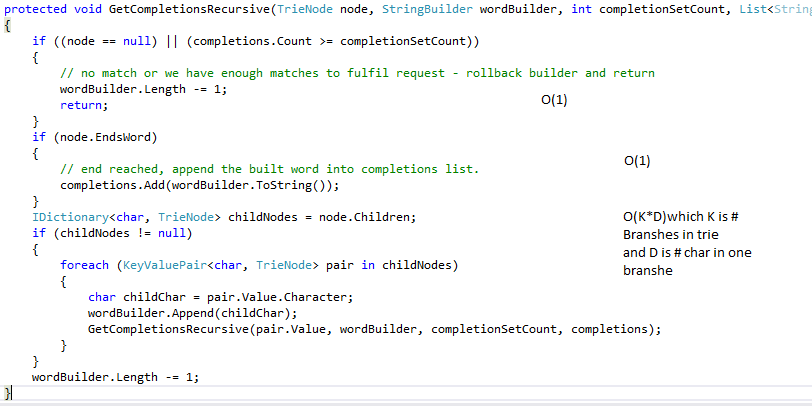 protected void GetCompletionsRecursive(TrieNode node, StringBuilder wordBuilder, int completionSetCount, List<String
{
if ((node == null) || (completions.Count >= completionSetCount))
{
// no match or we have enough matches to fulfil request - rollback builder and return
wordBuilder.Length -= 1;
O(1)
return;
}
if (node.EndsWord)
{
O(1)
// end reached, append the built word into completions list.
completions.Add(wordBuilder.ToString());
}
IDictionary<char, TrieNode> childNodes = node.Children;
O(K*D)which K is #
if (childNodes != null)
Branshes in trie
{
and D is # char in one
foreach (KeyValuePair<char, TrieNode> pair in childNodes)
branshe
{
char childChar = pair.Value.Character;
wordBuilder.Append(childChar);
GetCompletionsRecursive(pair.Value, wordBuilder, completionSetCount, completions);
}
}
wordBuilder.Length -= 1;
}